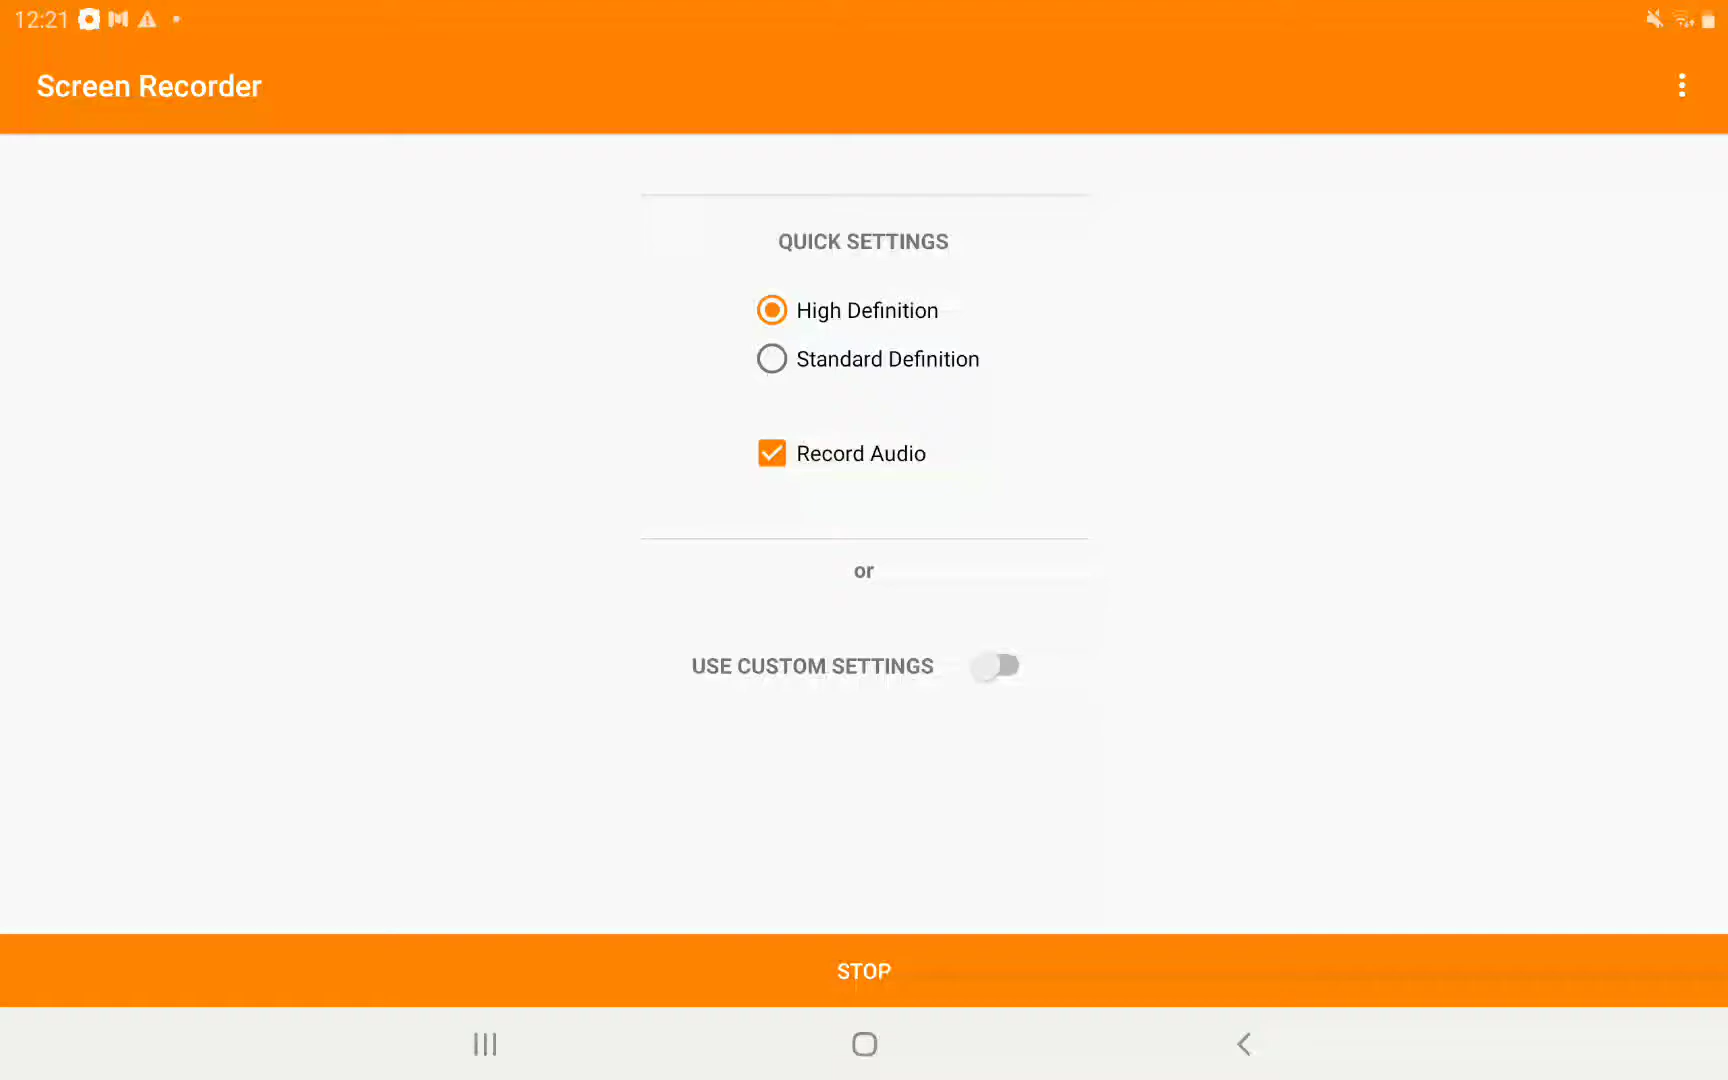 12:21
Screen Recorder
QUICK SETTINGS
High Definition
Standard Definition
Record Audio
or
USE CUSTOM SETTINGS
STOP